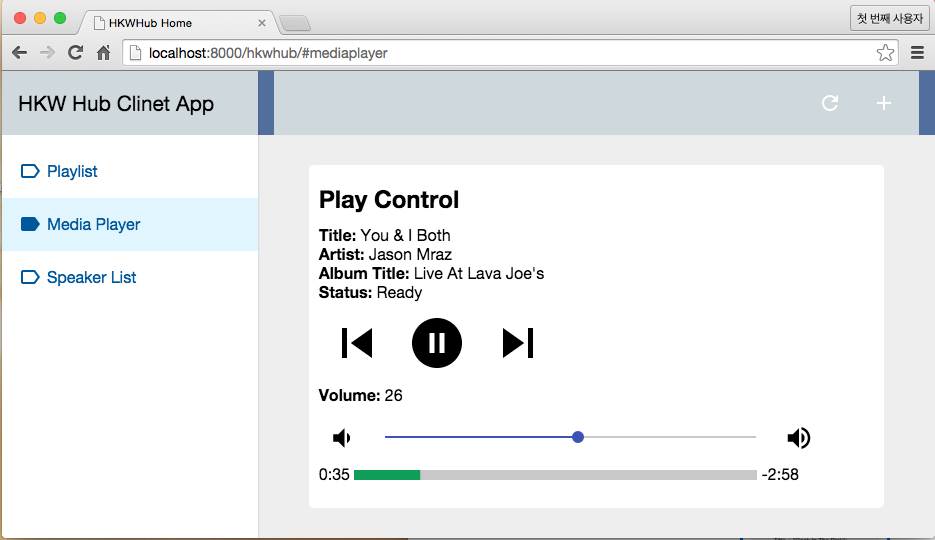 HKWHub Home
첫 번째 사용자
localhost:8000/hkwhub/#mediaplayer
HKW Hub Clinet App
Playlist
Media Player
Speaker List
Play Control
Title: You & I Both
Artist: Jason Mraz
Album Title: Live At Lava Joe's
Status: Ready
Volume: 26
0:35 -2:58